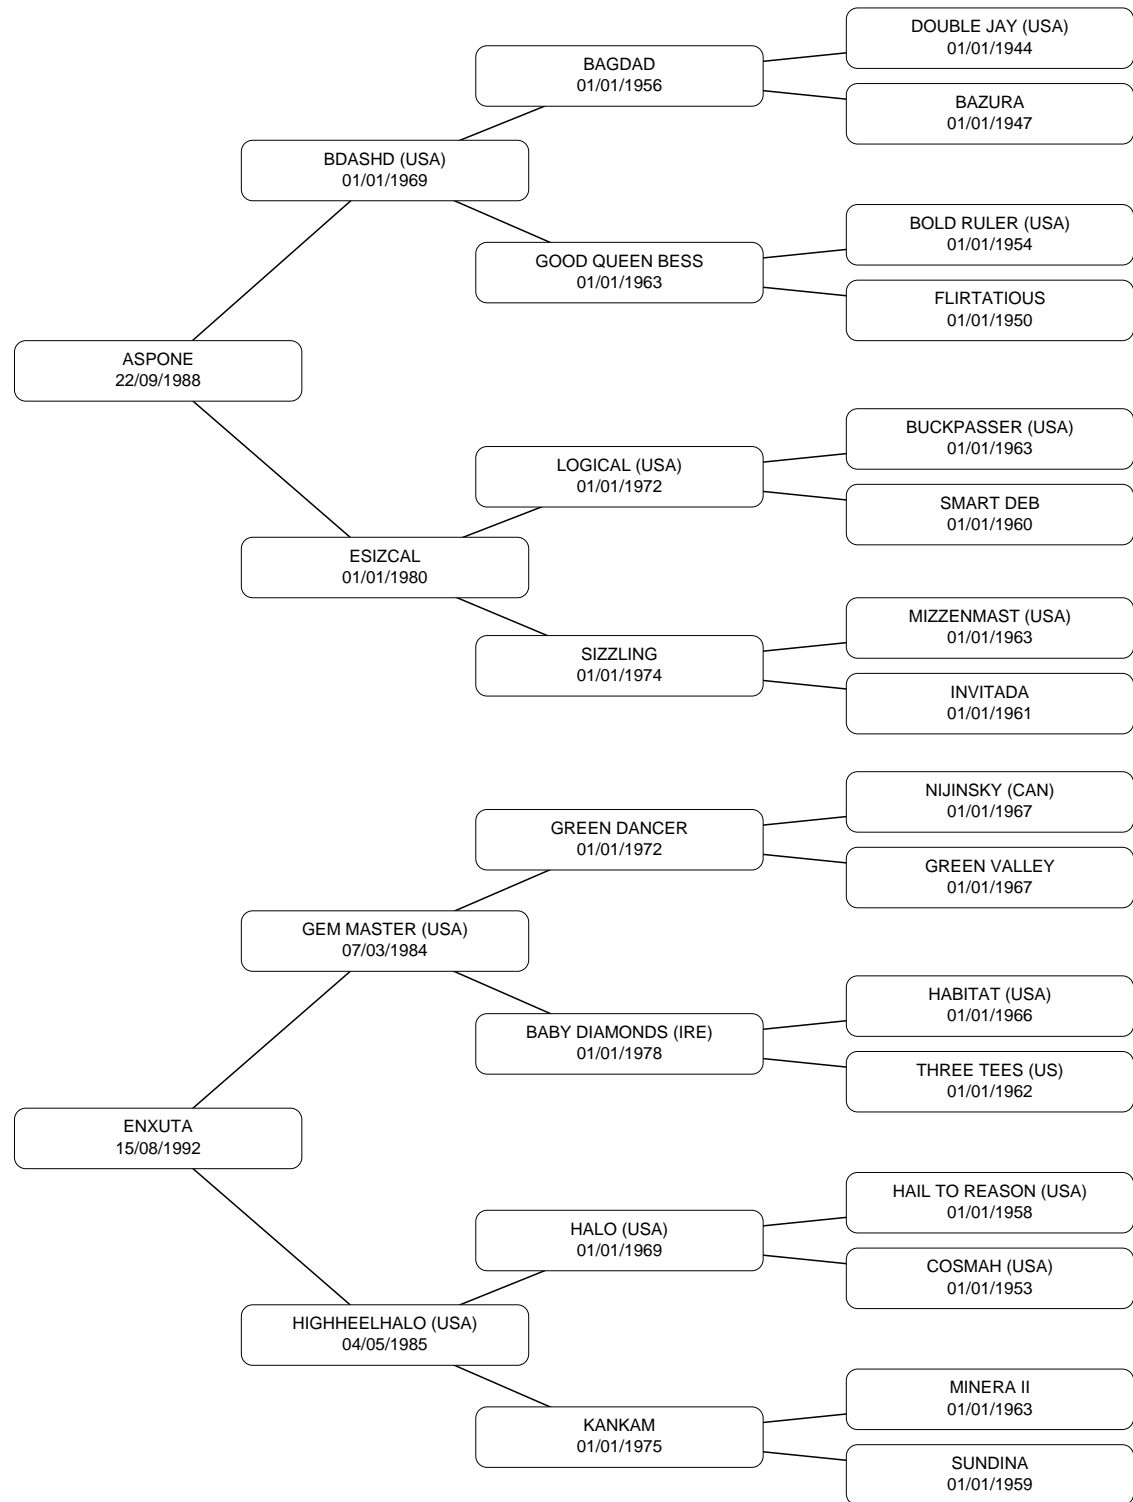 DOUBLE JAY (USA)
01/01/1944
BAGDAD
01/01/1956
BAZURA
01/01/1947
BDASHD (USA)
01/01/1969
BOLD RULER (USA)
01/01/1954
GOOD QUEEN BESS
01/01/1963
FLIRTATIOUS
01/01/1950
ASPONE
22/09/1988
BUCKPASSER (USA)
01/01/1963
LOGICAL (USA)
01/01/1972
SMART DEB
01/01/1960
ESIZCAL
01/01/1980
MIZZENMAST (USA)
01/01/1963
SIZZLING
01/01/1974
INVITADA
01/01/1961
NIJINSKY (CAN)
01/01/1967
GREEN DANCER
01/01/1972
GREEN VALLEY
01/01/1967
GEM MASTER (USA)
07/03/1984
HABITAT (USA)
01/01/1966
BABY DIAMONDS (IRE)
01/01/1978
THREE TEES (US)
01/01/1962
ENXUTA
15/08/1992
HAIL TO REASON (USA)
01/01/1958
HALO (USA)
01/01/1969
COSMAH (USA)
01/01/1953
HIGHHEELHALO (USA)
04/05/1985
MINERA II
01/01/1963
KANKAM
01/01/1975
SUNDINA
01/01/1959